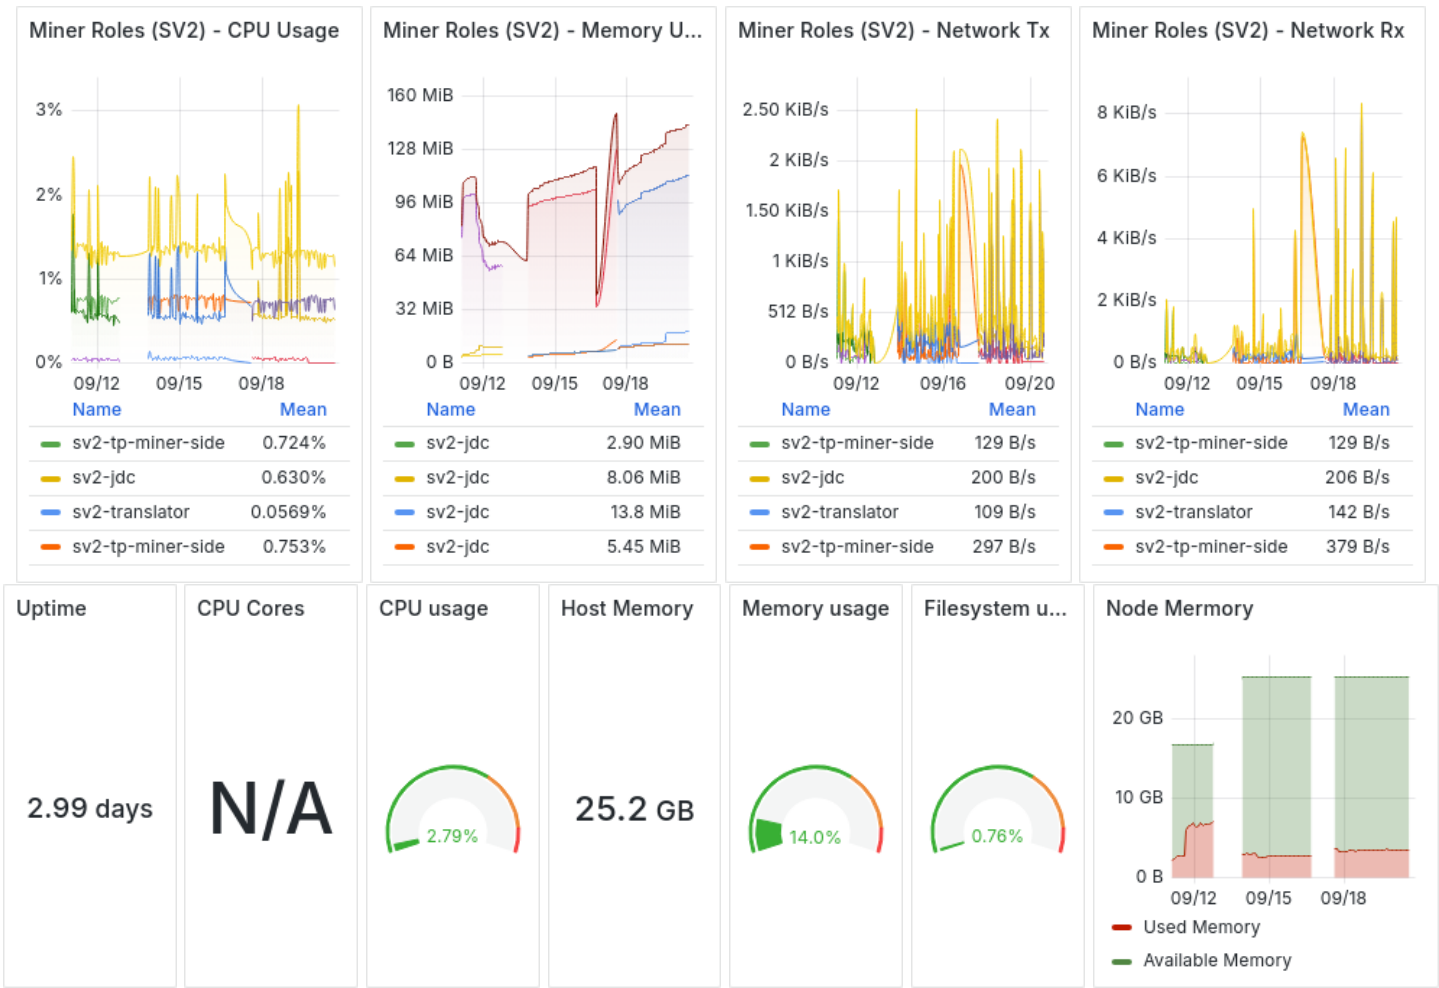 Miner Roles (SV2) - CPU Usage
3%
2%
1%
0%
09/12 09/15 09/18
Name Mean
sv2-tp-miner-side 0.724%
sv2-jdc 0.630%
sv2-translator 0.0569%
sv2-tp-miner-side 0.753%
Miner Roles (SV2) - Memory U...
160 MiB
128 MiB
96 MiB
64 MiB
32 MiB
0 B
09/12 09/15 09/18
Name Mean
sv2-jdc 2.90 MiB
sv2-jdc 8.06 MiB
sv2-jdc 13.8 MiB
sv2-jdc 5.45 MiB
Miner Roles (SV2) - Network Tx
2.50 KiB/s
2 KiB/s
1.50 KiB/s
1 KiB/s
512 B/s
0 B/s
09/12 09/16 09/20
Name Mean
sv2-tp-miner-side 129 B/s
sv2-jdc 200 B/s
sv2-translator 109 B/s
sv2-tp-miner-side 297 B/s
Miner Roles (SV2) - Network Rx
8 KiB/s
6 KiB/s
4 KiB/s
2 KiB/s
0 B/s
09/12 09/15 09/18
Name Mean
sv2-tp-miner-side 129 B/s
sv2-jdc 206 B/s
sv2-translator 142 B/s
sv2-tp-miner-side 379 B/s
Uptime
2.99 days
CPU Cores
N/A
CPU usage
2.79%
Host Memory
25.2 GB
Memory usage
14.0%
Filesystem u...
0.76%
Node Mermory
20 GB
10 GB
0 B
09/12 09/15 09/18
Used Memory
Available Memory